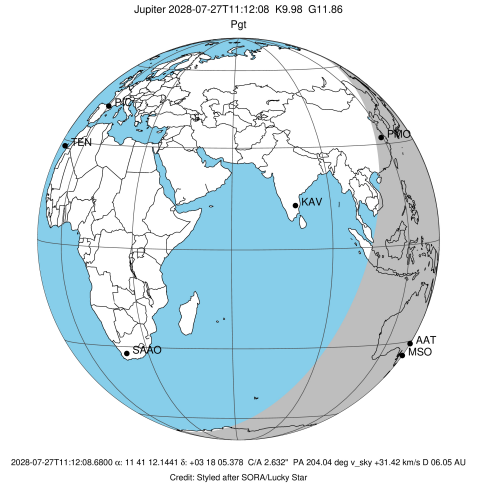 Jupiter 2028-07-27T11:12:08 K9.98 G11.86
Pgt
PIC
TEN
PMO
KAV
AAT
MSO
SAAO
2028-07-27T11:12:08.6800 α: 11 41 12.1441 δ: +03 18 05.378 C/A 2.632" PA 204.04 deg v_sky +31.42 km/s D 06.05 AU
Credit: Styled after SORA/Lucky Star